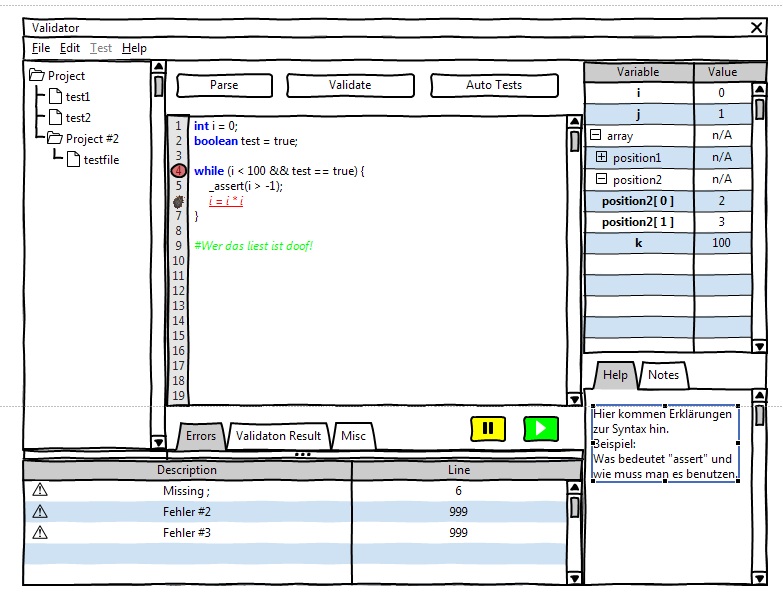 Validator
File Edit Test Help
Project
test1
test2
Project #2
testfile
Parse Validate Auto Tests
1 int i = 0;
2 boolean test = true;
3
4 while (i < 100 && test == true) {
5 _assert(i > -1);
i = i * i
7 }
8
9 #Wer das liest ist doof!
10
11
12
13
14
15
16
17
18
19
Variable Value
i 0
j 1
array n/A
position1 n/A
position2 n/A
position2[ 0 ] 2
position2[ 1 ] 3
k 100
Help Notes
Hier kommen Erklärungen
zur Syntax hin.
Beispiel:
Was bedeutet "assert" und
wie muss man es benutzen.
Errors Validaton Result Misc
Description Line
Missing ; 6
Fehler #2 999
Fehler #3 999